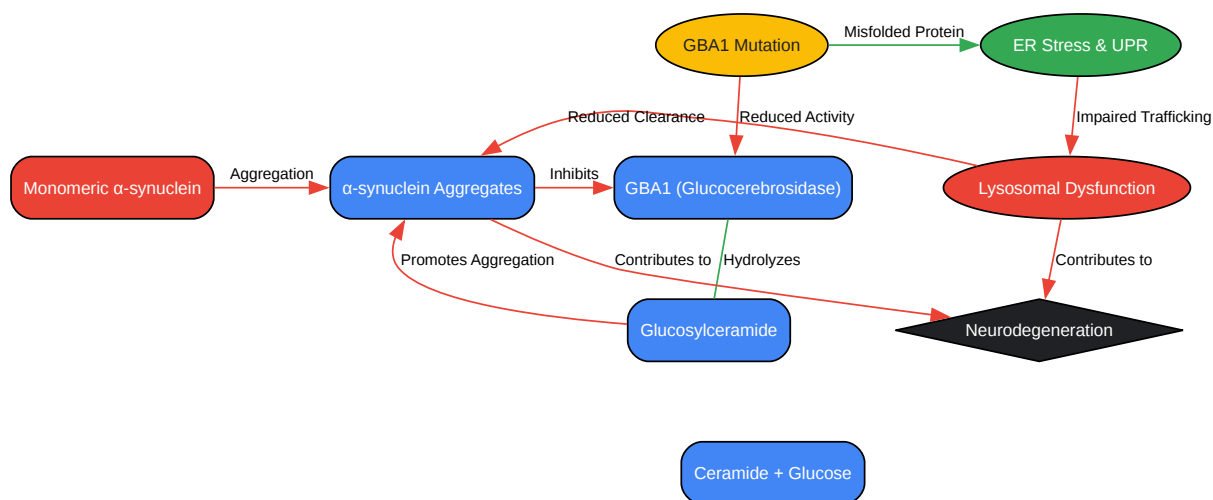 GBA1 Mutation
Misfolded Protein
ER Stress & UPR
Reduced Clearance
Reduced Activity
Impaired Trafficking
Monomeric α-synuclein
Aggregation
α-synuclein Aggregates
Inhibits
GBA1 (Glucocerebrosidase)
Lysosomal Dysfunction
Promotes Aggregation
Contributes to
Hydrolyzes
Contributes to
Glucosylceramide
Neurodegeneration
Ceramide + Glucose